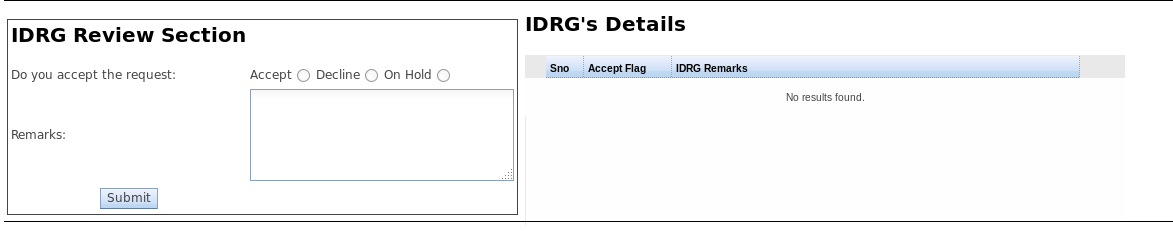 IDRG Review Section
Do you accept the request:
Accept Decline On Hold
Remarks:
Submit
IDRG's Details
Sno Accept Flag IDRG Remarks
No results found.